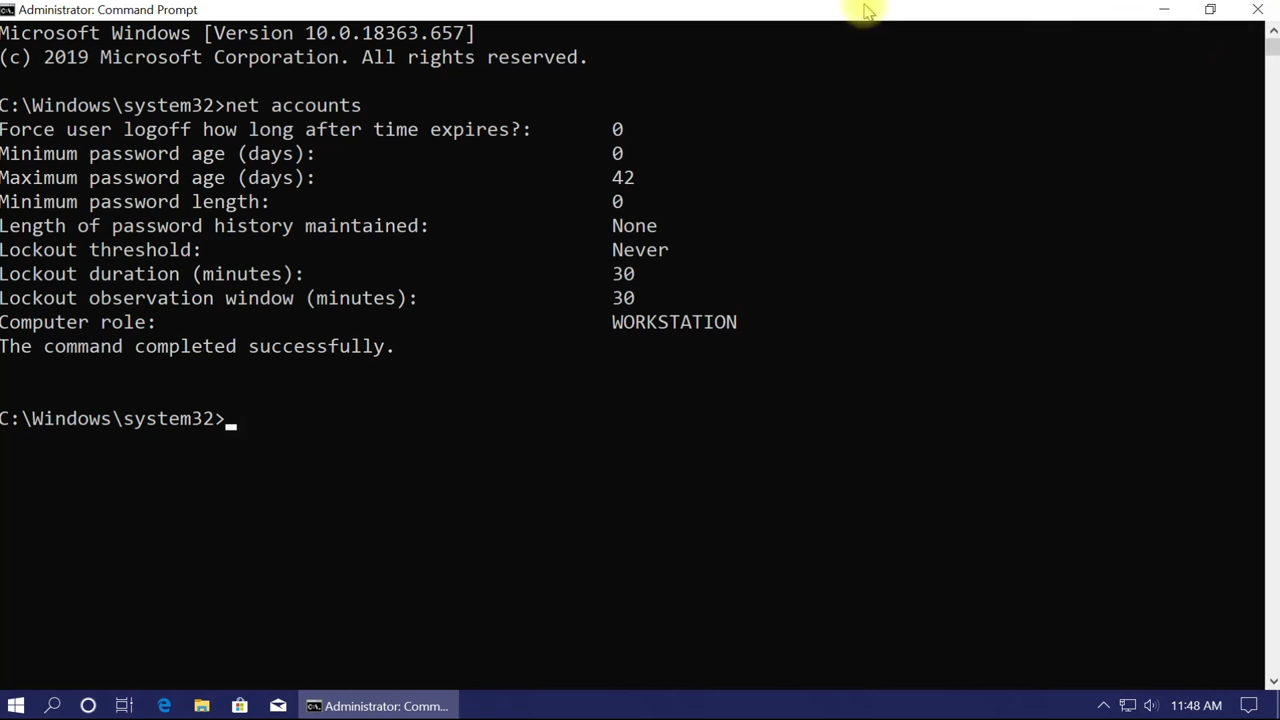 Administrator: Command Prompt
Microsoft Windows [Version 10.0.18363.657]
(c) 2019 Microsoft Corporation. All rights reserved.
C:\Windows\system32>net accounts
Force user logoff how long after time expires?: 0
Minimum password age (days): 0
Maximum password age (days): 42
Minimum password length: 0
Length of password history maintained: None
Lockout threshold: Never
Lockout duration (minutes): 30
Lockout observation window (minutes): 30
Computer role: WORKSTATION
The command completed successfully.
C:\Windows\system32>
Administrator: Comm... 11:48 AM